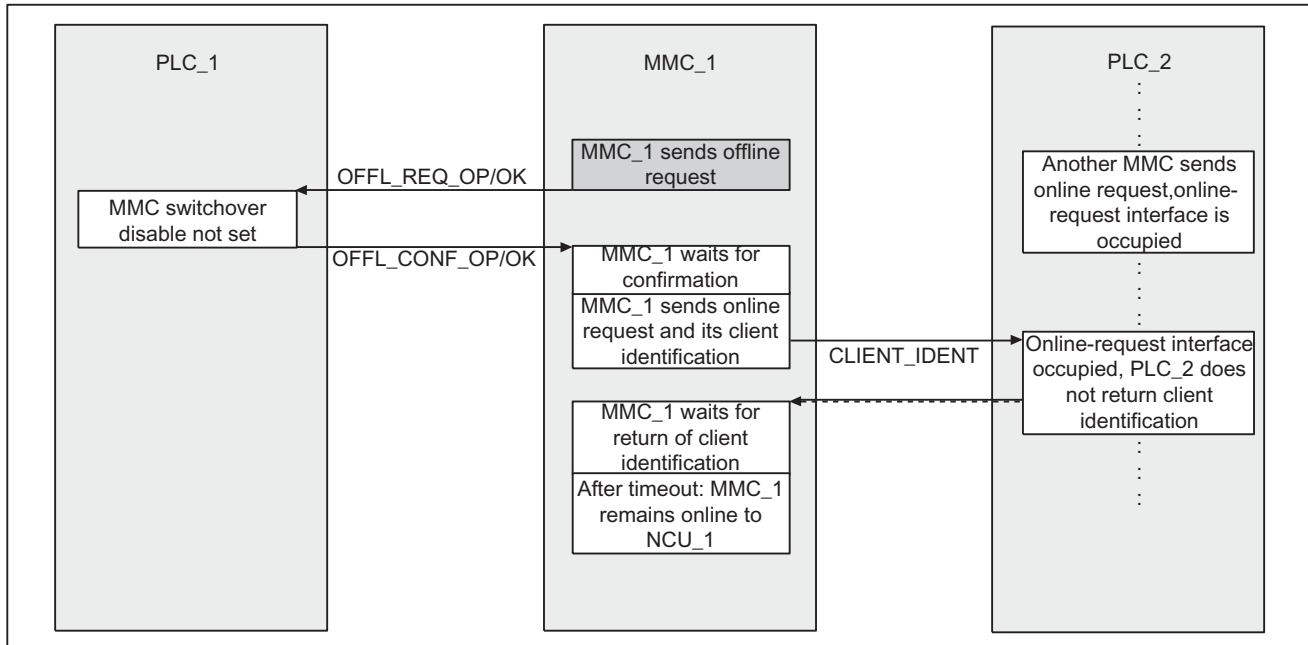 PLC_1
MMC_1
PLC_2
MMC_1 sends offline
request
OFFL_REQ_OP/OK
MMC switchover
disable not set
OFFL_CONF_OP/OK
Another MMC sends
online request,online-
request interface is
occupied
MMC_1 waits for
confirmation
MMC_1 sends online
request and its client
identification
CLIENT_IDENT
Online-request interface
occupied, PLC_2 does
not return client
identification
MMC_1 waits for
return of client
identification
After timeout: MMC_1
remains online to
NCU_1